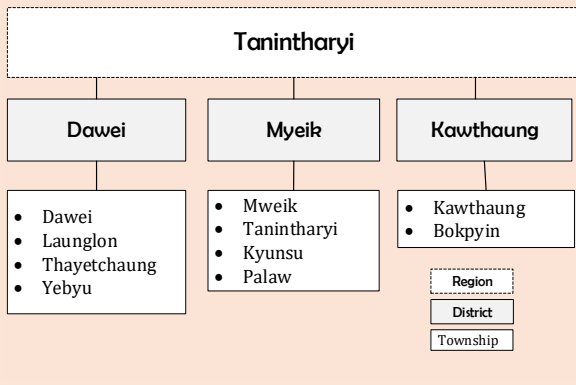 Tanintharyi
Dawei
Myeik
Kawthaung
• Dawei
• Launglon
• Thayetchaung
• Yebyu
• Mweik
• Tanintharyi
• Kyunsu
• Palaw
• Kawthaung
• Bokpyin
Region
District
Township